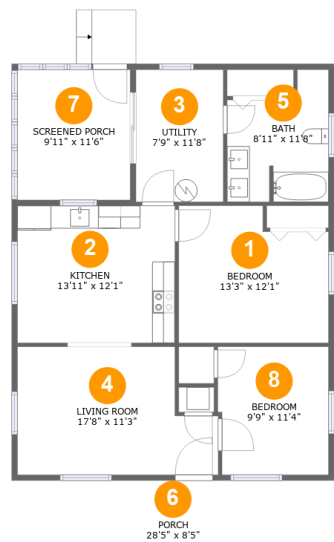 7
SCREENED PORCH
9'11" x 11'6"
3
UTILITY
7'9" x 11'8"
5
BATH
8'11" x 11'8"
2
KITCHEN
13'11" x 12'1"
1
BEDROOM
13'3" x 12'1"
4
LIVING ROOM
17'8" x 11'3"
8
BEDROOM
9'9" x 11'4"
6
PORCH
28'5" x 8'5"